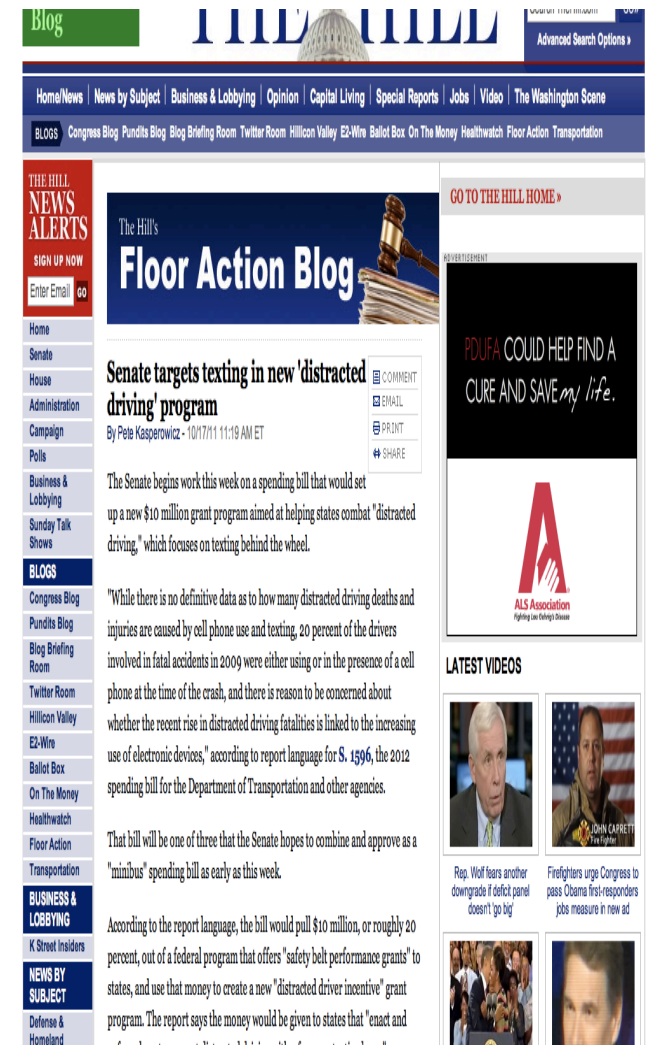 Blog
THE HILL
Search TheHill.com
GO»
Advanced Search Options »
Home/News | News by Subject | Business & Lobbying | Opinion | Capital Living | Special Reports | Jobs | Video | The Washington Scene
BLOGS Congress Blog Pundits Blog Blog Briefing Room Twitter Room Hillicon Valley E2-Wire Ballot Box On The Money Healthwatch Floor Action Transportation
THE HILL
NEWS
ALERTS
SIGN UP NOW
Enter Email GO
Home
Senate
House
Administration
Campaign
Polls
Business &
Lobbying
Sunday Talk
Shows
BLOGS
Congress Blog
Pundits Blog
Blog Briefing
Room
Twitter Room
Hillicon Valley
E2-Wire
Ballot Box
On The Money
Healthwatch
Floor Action
Transportation
BUSINESS &
LOBBYING
K Street Insiders
NEWS BY
SUBJECT
Defense &
Homeland
The Hill's
Floor Action Blog
Senate targets texting in new 'distracted
driving' program
By Pete Kasperowicz - 10/17/11 11:19 AM ET
COMMENT
EMAIL
PRINT
SHARE
The Senate begins work this week on a spending bill that would set
up a new $10 million grant program aimed at helping states combat "distracted
driving," which focuses on texting behind the wheel.
"While there is no definitive data as to how many distracted driving deaths and
injuries are caused by cell phone use and texting, 20 percent of the drivers
involved in fatal accidents in 2009 were either using or in the presence of a cell
phone at the time of the crash, and there is reason to be concerned about
whether the recent rise in distracted driving fatalities is linked to the increasing
use of electronic devices," according to report language for S. 1596, the 2012
spending bill for the Department of Transportation and other agencies.
That bill will be one of three that the Senate hopes to combine and approve as a
"minibus" spending bill as early as this week.
According to the report language, the bill would pull $10 million, or roughly 20
percent, out of a federal program that offers "safety belt performance grants" to
states, and use that money to create a new "distracted driver incentive" grant
program. The report says the money would be given to states that "enact and
GO TO THE HILL HOME »
ADVERTISEMENT
PDUFA COULD HELP FIND A
CURE AND SAVE my life.
ALS Association
Fighting Lou Gehrig's Disease
LATEST VIDEOS
JOHN CAPRETT
Fire Fighter
Rep. Wolf fears another
downgrade if deficit panel
doesn't 'go big'
Firefighters urge Congress to
pass Obama first-responders
jobs measure in new ad